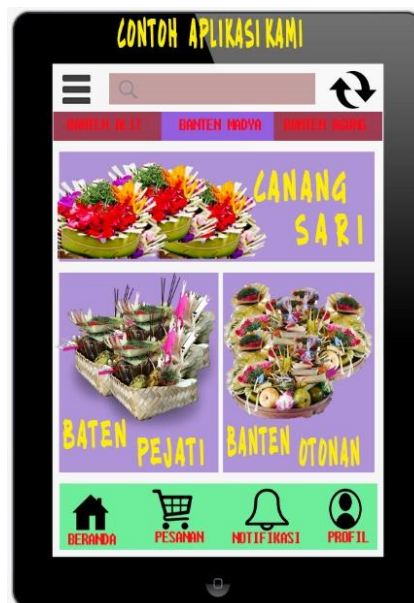 CONTOH APLIKASI KAMI
BANTEN ALIT BANTEN MADYA BANTEN AGUNG
CANANG
SARI
BATEN
PEJATI
BANTEN
OTONAN
BERANDA PESANAN NOTIFIKASI PROFIL